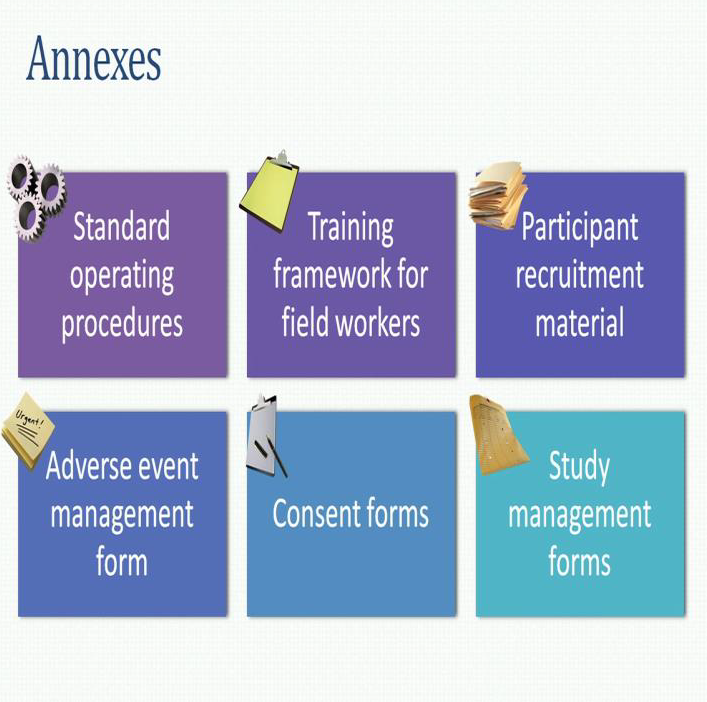 Annexes
Standard
operating
procedures
Training
framework for
field workers
Participant
recruitment
material
Urgent!
Adverse event
management
form
Consent forms
Study
management
forms